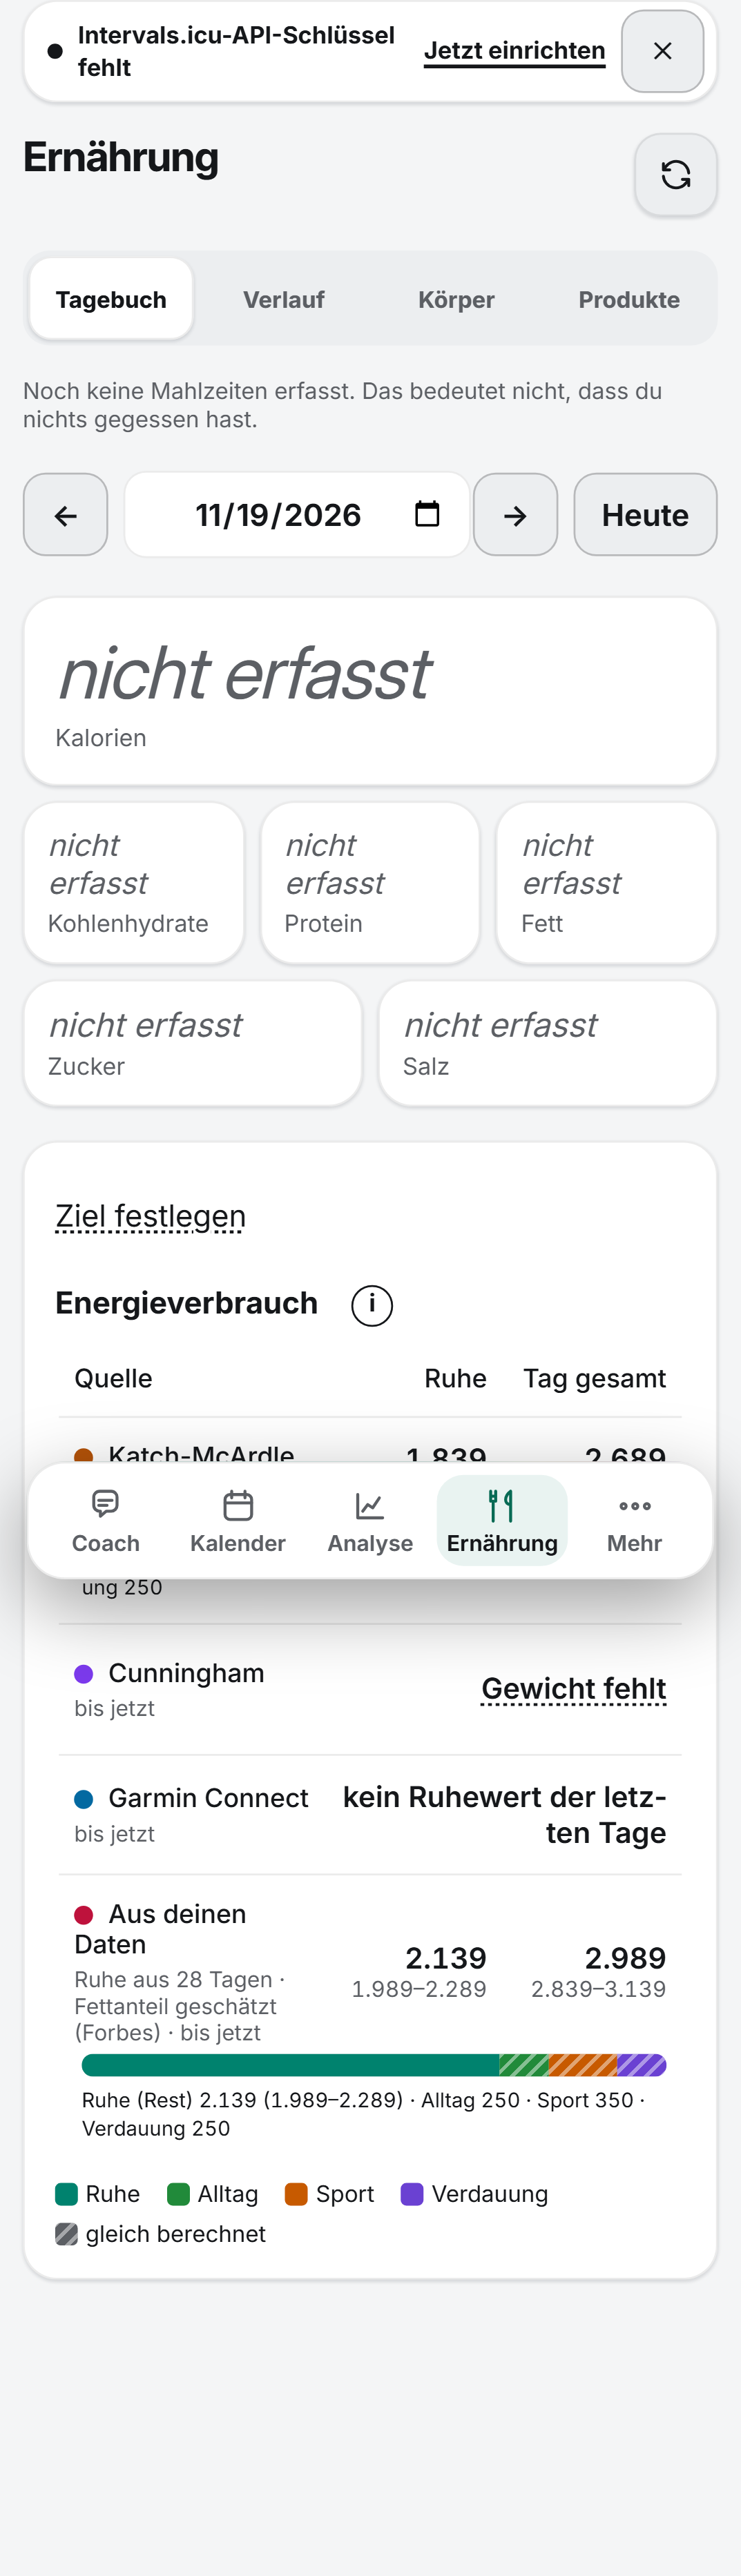 Intervals.icu-API-Schlüssel
fehlt
Jetzt einrichten
Ernährung
Tagebuch
Verlauf
Körper
Produkte
Noch keine Mahlzeiten erfasst. Das bedeutet nicht, dass du
nichts gegessen hast.
11/19/2026
Heute
nicht erfasst
Kalorien
nicht
erfasst
Kohlenhydrate
nicht
erfasst
Protein
nicht
erfasst
Fett
nicht erfasst
Zucker
nicht erfasst
Salz
Ziel festlegen
Energieverbrauch i
Quelle Ruhe Tag gesamt
Katch-McArdle 1.839 2.689
Coach
Kalender
Analyse
Ernährung
Mehr
ung 250
Cunningham
bis jetzt
Gewicht fehlt
Garmin Connect
bis jetzt
kein Ruhewert der letz-
ten Tage
Aus deinen
Daten
Ruhe aus 28 Tagen ·
Fettanteil geschätzt
(Forbes) · bis jetzt
2.139 2.989
1.989–2.289 2.839–3.139
Ruhe (Rest) 2.139 (1.989–2.289) · Alltag 250 · Sport 350 ·
Verdauung 250
Ruhe Alltag Sport Verdauung
gleich berechnet